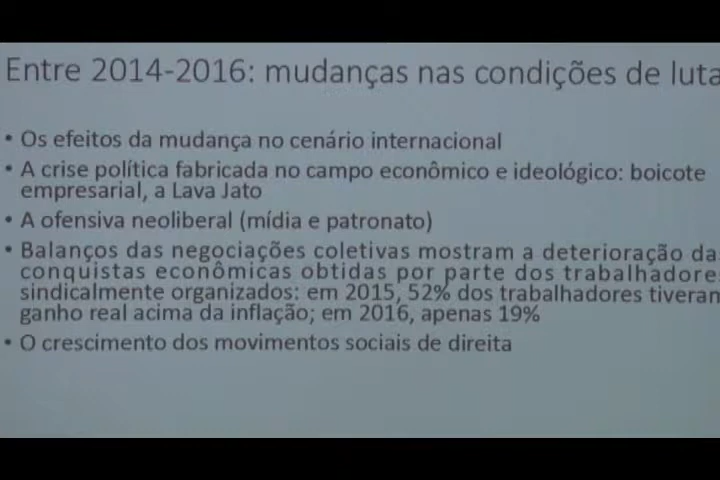 Entre 2014-2016: mudanças nas condições de luta
• Os efeitos da mudança no cenário internacional
• A crise política fabricada no campo econômico e ideológico: boicote
empresarial, a Lava Jato
• A ofensiva neoliberal (mídia e patronato)
• Balanços das negociações coletivas mostram a deterioração da
conquistas econômicas obtidas por parte dos trabalhadore
sindicalmente organizados: em 2015, 52% dos trabalhadores tiveram
ganho real acima da inflação; em 2016, apenas 19%
• O crescimento dos movimentos sociais de direita